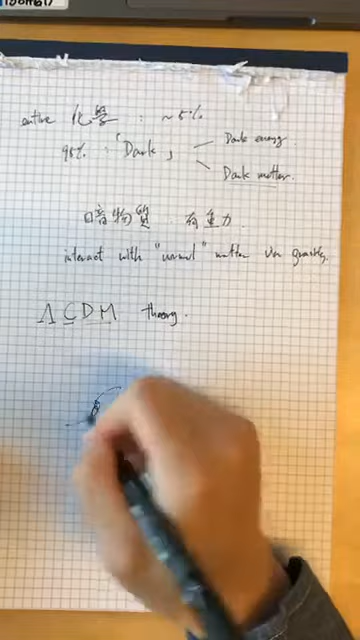 entire 化學 : ~5%
95% : 「Dark」 Dark energy.
Dark matter.
暗物質 有重力
interact with "normal" matter via gravity.
ΛCDM theory.